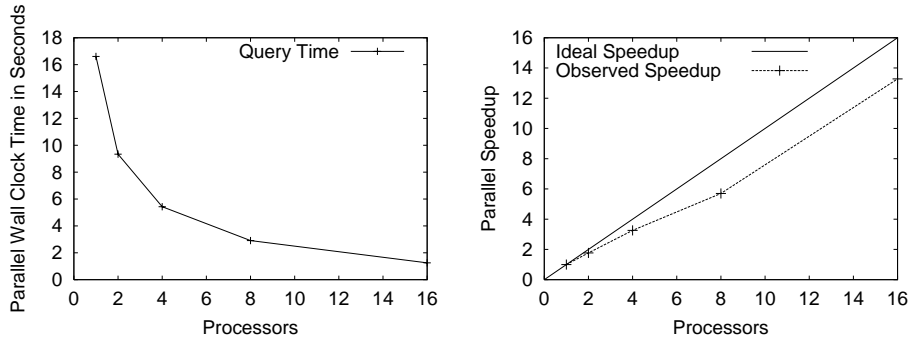 Parallel Wall Clock Time in Seconds
18
16
14
12
10
8
6
4
2
0
0 2 4 6 8 10 12 14 16
Processors
Query Time
Parallel Speedup
16
14
12
10
8
6
4
2
0
0 2 4 6 8 10 12 14 16
Processors
Ideal Speedup
Observed Speedup